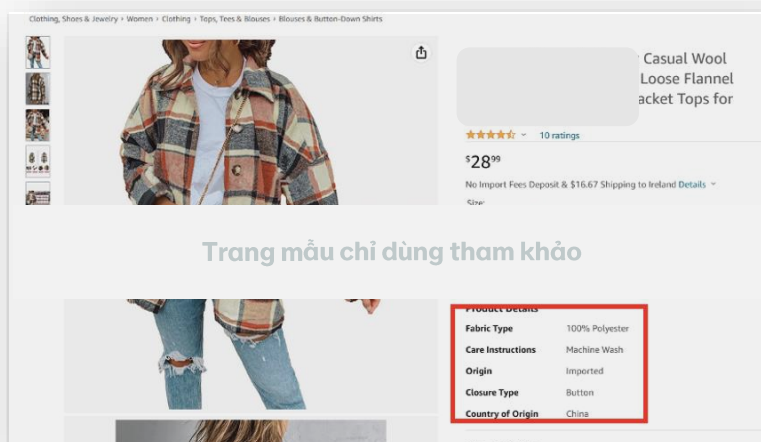 Clothing, Shoes & Jewelry › Women › Clothing › Tops, Tees & Blouses › Blouses & Button-Down Shirts
Casual Wool
Loose Flannel
acket Tops for
10 ratings
$28⁹⁹
No Import Fees Deposit & $16.67 Shipping to Ireland Details
Size:
Trang mẫu chỉ dùng tham khảo
Product Details
Fabric Type 100% Polyester
Care Instructions Machine Wash
Origin Imported
Closure Type Button
Country of Origin China